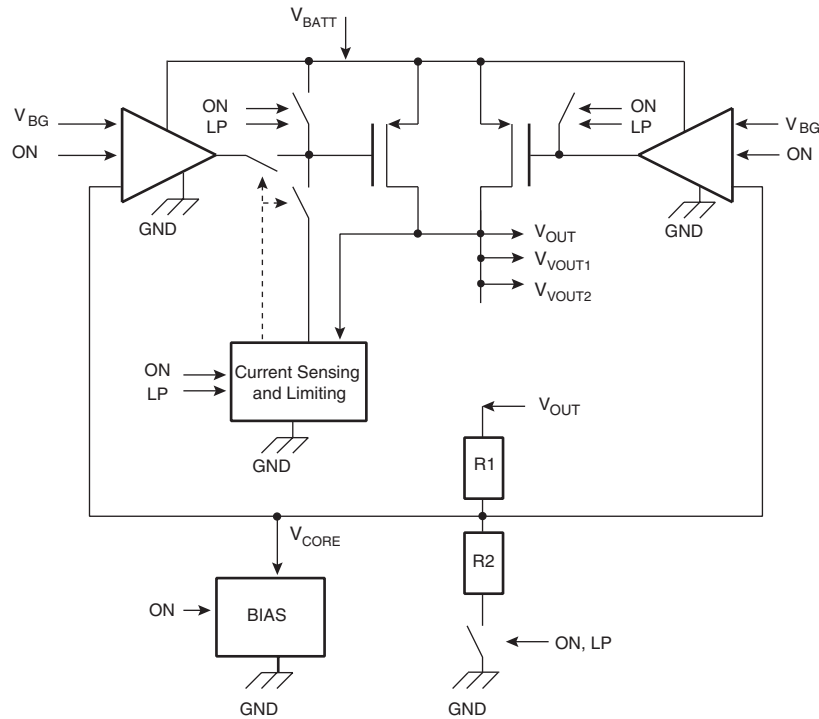 V_BATT
V_BG
ON
ON
LP
ON
LP
V_BG
ON
GND
GND
V_OUT
V_VOUT1
V_VOUT2
ON
LP
Current Sensing
and Limiting
GND
V_OUT
R1
V_CORE
R2
ON
BIAS
ON, LP
GND
GND